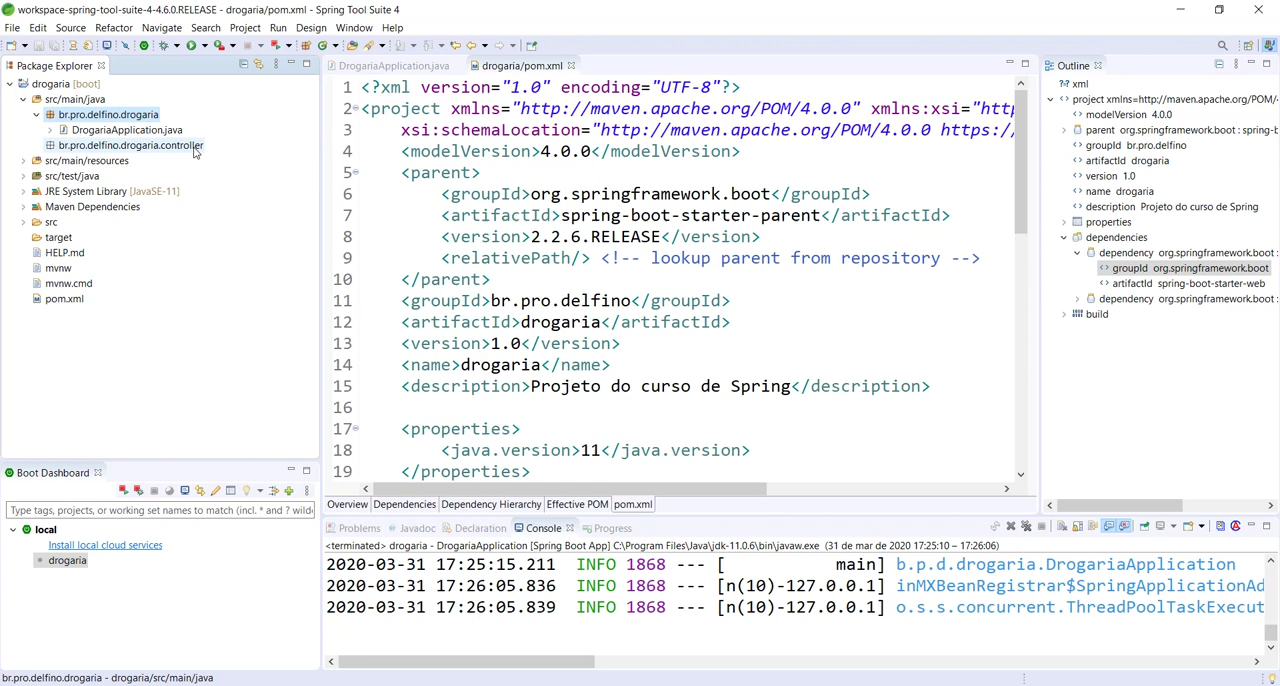 workspace-spring-tool-suite-4-4.6.0.RELEASE - drogaria/pom.xml - Spring Tool Suite 4
File Edit Source Refactor Navigate Search Project Run Design Window Help
Package Explorer
drogaria [boot]
src/main/java
br.pro.delfino.drogaria
DrogariaApplication.java
br.pro.delfino.drogaria.controller
src/main/resources
src/test/java
JRE System Library [JavaSE-11]
Maven Dependencies
src
target
HELP.md
mvnw
mvnw.cmd
pom.xml
DrogariaApplication.java drogaria/pom.xml
1 <?xml version="1.0" encoding="UTF-8"?>
2 <project xmlns="http://maven.apache.org/POM/4.0.0" xmlns:xsi="http
3 xsi:schemaLocation="http://maven.apache.org/POM/4.0.0 https:/
4 <modelVersion>4.0.0</modelVersion>
5 <parent>
6 <groupId>org.springframework.boot</groupId>
7 <artifactId>spring-boot-starter-parent</artifactId>
8 <version>2.2.6.RELEASE</version>
9 <relativePath/> <!-- lookup parent from repository -->
10 </parent>
11 <groupId>br.pro.delfino</groupId>
12 <artifactId>drogaria</artifactId>
13 <version>1.0</version>
14 <name>drogaria</name>
15 <description>Projeto do curso de Spring</description>
16
17 <properties>
18 <java.version>11</java.version>
19 </properties>
Overview Dependencies Dependency Hierarchy Effective POM pom.xml
Outline
?? xml
project xmlns=http://maven.apache.org/POM/
modelVersion 4.0.0
parent org.springframework.boot : spring-b
groupId br.pro.delfino
artifactId drogaria
version 1.0
name drogaria
description Projeto do curso de Spring
properties
dependencies
dependency org.springframework.boot :
groupId org.springframework.boot
artifactId spring-boot-starter-web
dependency org.springframework.boot :
build
Boot Dashboard
Type tags, projects, or working set names to match (incl. * and ? wild
local
Install local cloud services
drogaria
Problems Javadoc Declaration Console Progress
<terminated> drogaria - DrogariaApplication [Spring Boot App] C:\Program Files\Java\jdk-11.0.6\bin\javaw.exe (31 de mar de 2020 17:25:10 – 17:26:06)
2020-03-31 17:25:15.211 INFO 1868 --- [ main] b.p.d.drogaria.DrogariaApplication
2020-03-31 17:26:05.836 INFO 1868 --- [n(10)-127.0.0.1] inMXBeanRegistrar$SpringApplicationAd
2020-03-31 17:26:05.839 INFO 1868 --- [n(10)-127.0.0.1] o.s.s.concurrent.ThreadPoolTaskExecut
br.pro.delfino.drogaria - drogaria/src/main/java